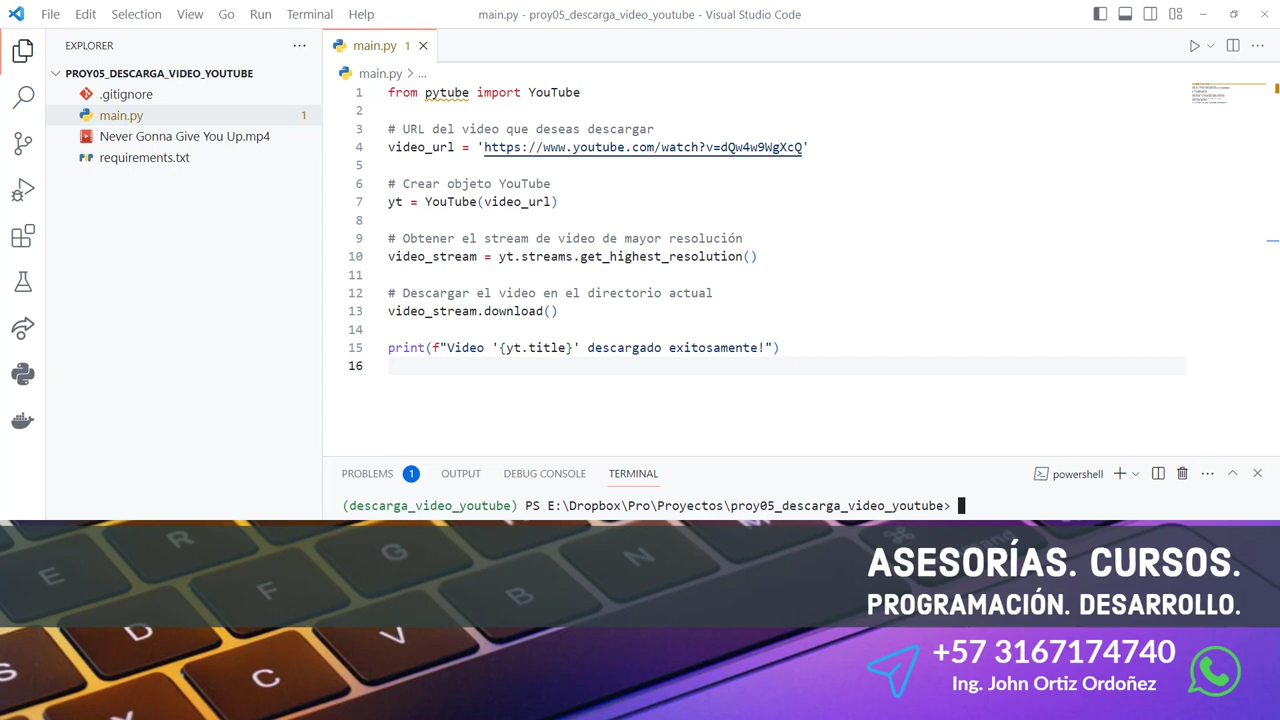 File Edit Selection View Go Run Terminal Help
main.py - proy05_descarga_video_youtube - Visual Studio Code
EXPLORER
PROY05_DESCARGA_VIDEO_YOUTUBE
.gitignore
main.py 1
Never Gonna Give You Up.mp4
requirements.txt
main.py 1
main.py > ...
1 from pytube import YouTube
2
3 # URL del video que deseas descargar
4 video_url = 'https://www.youtube.com/watch?v=dQw4w9WgXcQ'
5
6 # Crear objeto YouTube
7 yt = YouTube(video_url)
8
9 # Obtener el stream de video de mayor resolución
10 video_stream = yt.streams.get_highest_resolution()
11
12 # Descargar el video en el directorio actual
13 video_stream.download()
14
15 print(f"Video '{yt.title}' descargado exitosamente!")
16
PROBLEMS 1 OUTPUT DEBUG CONSOLE TERMINAL
powershell
(descarga_video_youtube) PS E:\Dropbox\Pro\Proyectos\proy05_descarga_video_youtube>
ASESORÍAS. CURSOS.
PROGRAMACIÓN. DESARROLLO.
+57 3167174740
Ing. John Ortiz Ordoñez
E
R
F
G
B
N
D
C
V
S